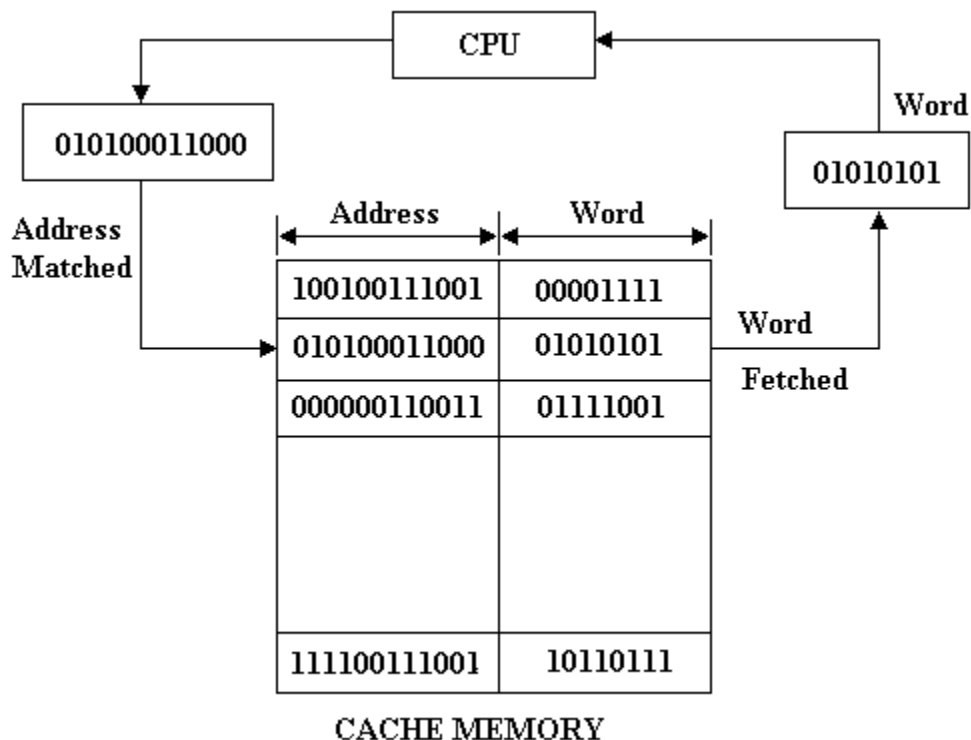 CPU
010100011000
Word
01010101
Address
Matched
Address Word
100100111001 00001111
010100011000 01010101
000000110011 01111001
111100111001 10110111
Word
Fetched
CACHE MEMORY